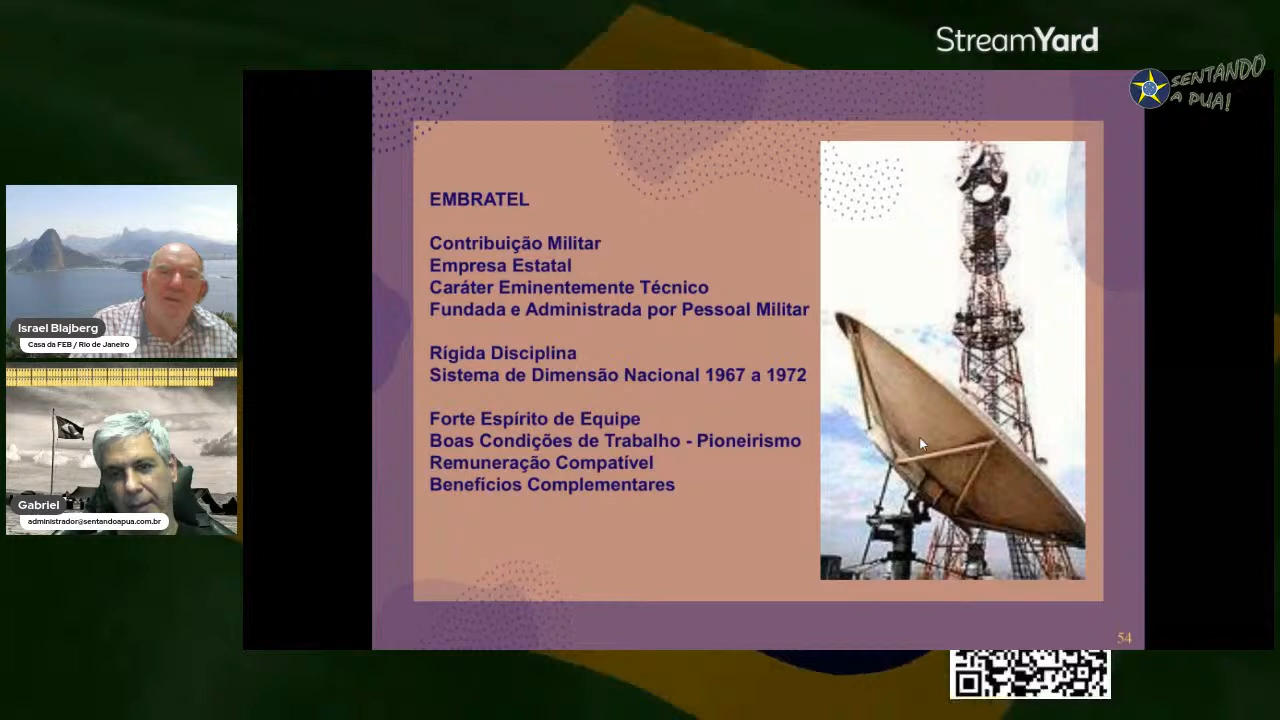 StreamYard
SENTANDO
A PUA!
EMBRATEL
Contribuição Militar
Empresa Estatal
Caráter Eminentemente Técnico
Fundada e Administrada por Pessoal Militar
Rígida Disciplina
Sistema de Dimensão Nacional 1967 a 1972
Forte Espírito de Equipe
Boas Condições de Trabalho - Pioneirismo
Remuneração Compatível
Benefícios Complementares
54
Israel Blajberg
Casa da FEB / Rio de Janeiro
Gabriel
administrador@sentandoapua.com.br